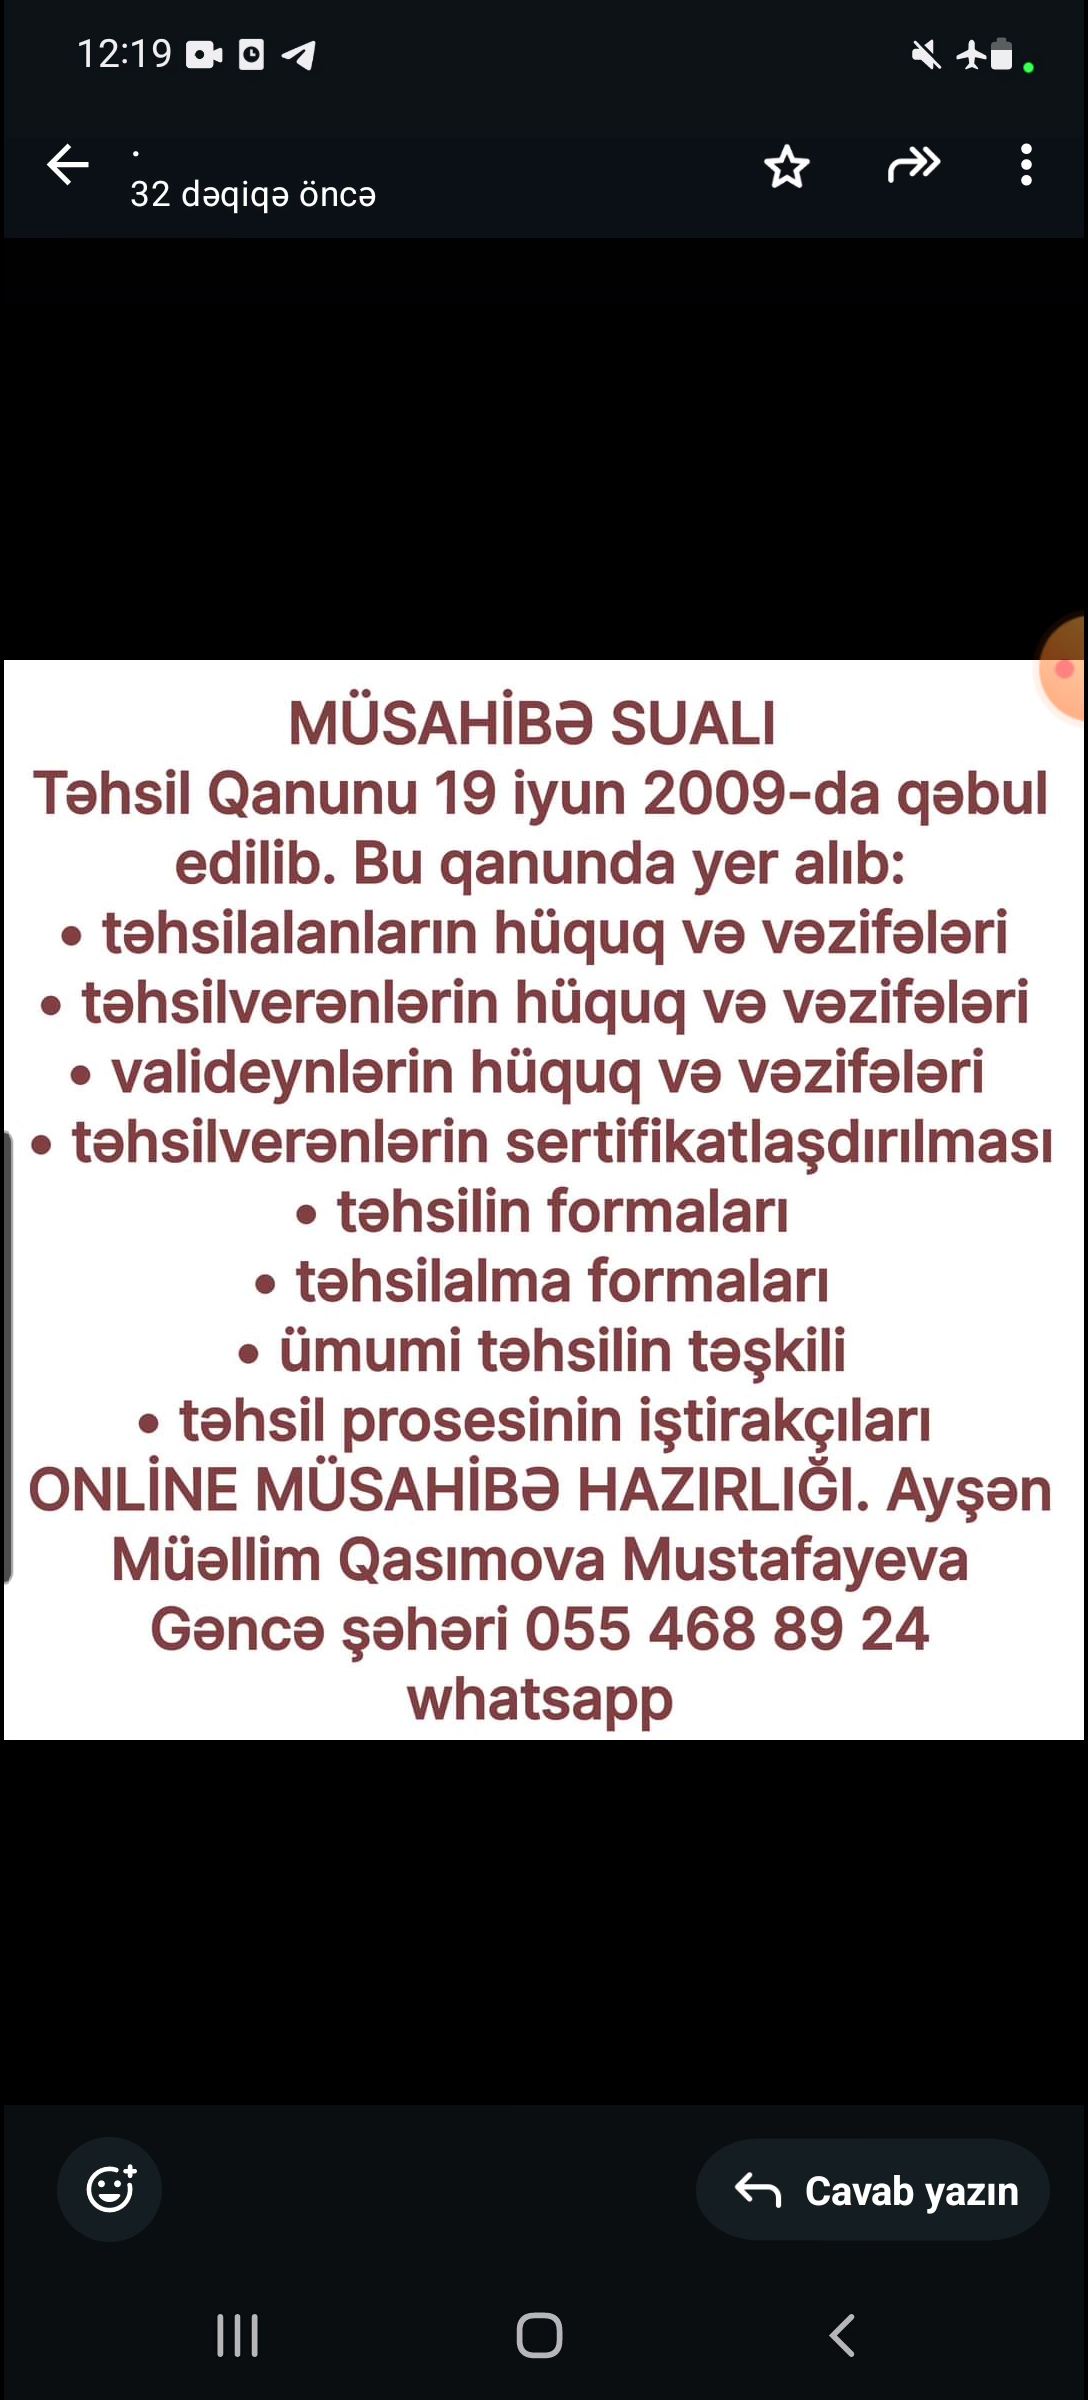 12:19
.
32 dəqiqə öncə
MÜSAHİBƏ SUALI
Təhsil Qanunu 19 iyun 2009-da qəbul
edilib. Bu qanunda yer alıb:
• təhsilalanların hüquq və vəzifələri
• təhsilverənlərin hüquq və vəzifələri
• valideynlərin hüquq və vəzifələri
• təhsilverənlərin sertifikatlaşdırılması
• təhsilin formaları
• təhsilalma formaları
• ümumi təhsilin təşkili
• təhsil prosesinin iştirakçıları
ONLİNE MÜSAHİBƏ HAZIRLIĞI. Ayşən
Müəllim Qasımova Mustafayeva
Gəncə şəhəri 055 468 89 24
whatsapp
Cavab yazın